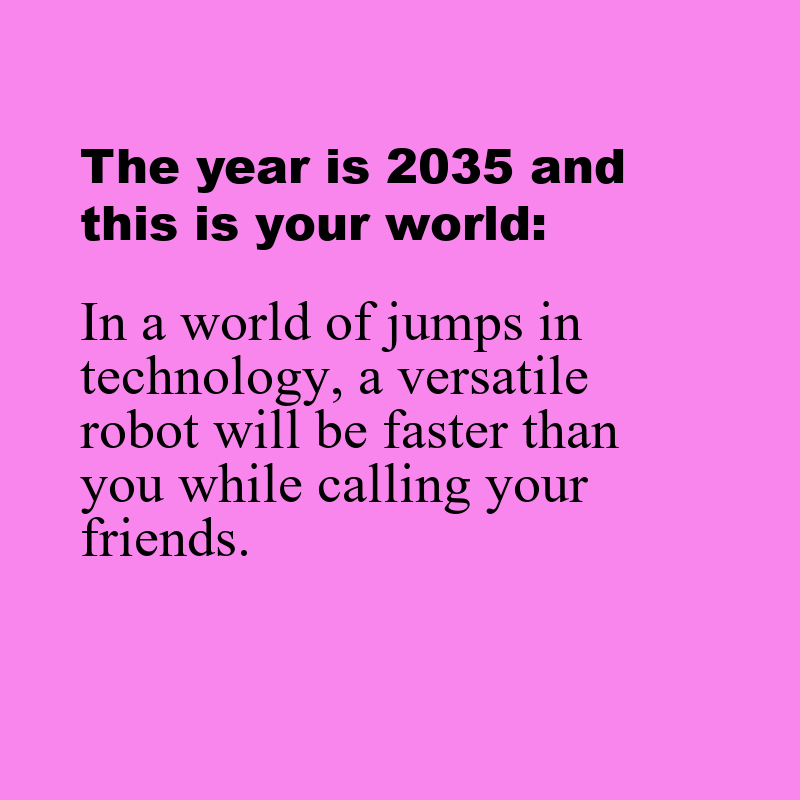 The year is 2035 and
this is your world:
In a world of jumps in
technology, a versatile
robot will be faster than
you while calling your
friends.